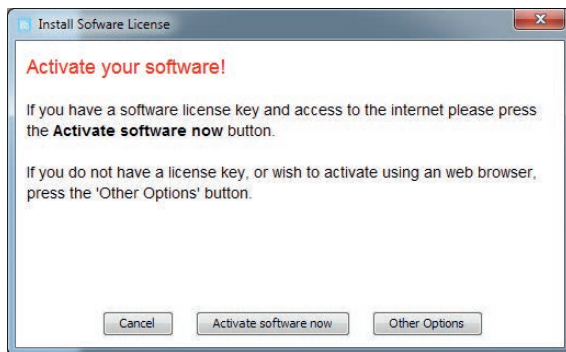 Install Sofware License
Activate your software!
If you have a software license key and access to the internet please press
the Activate software now button.
If you do not have a license key, or wish to activate using an web browser,
press the 'Other Options' button.
Cancel Activate software now Other Options